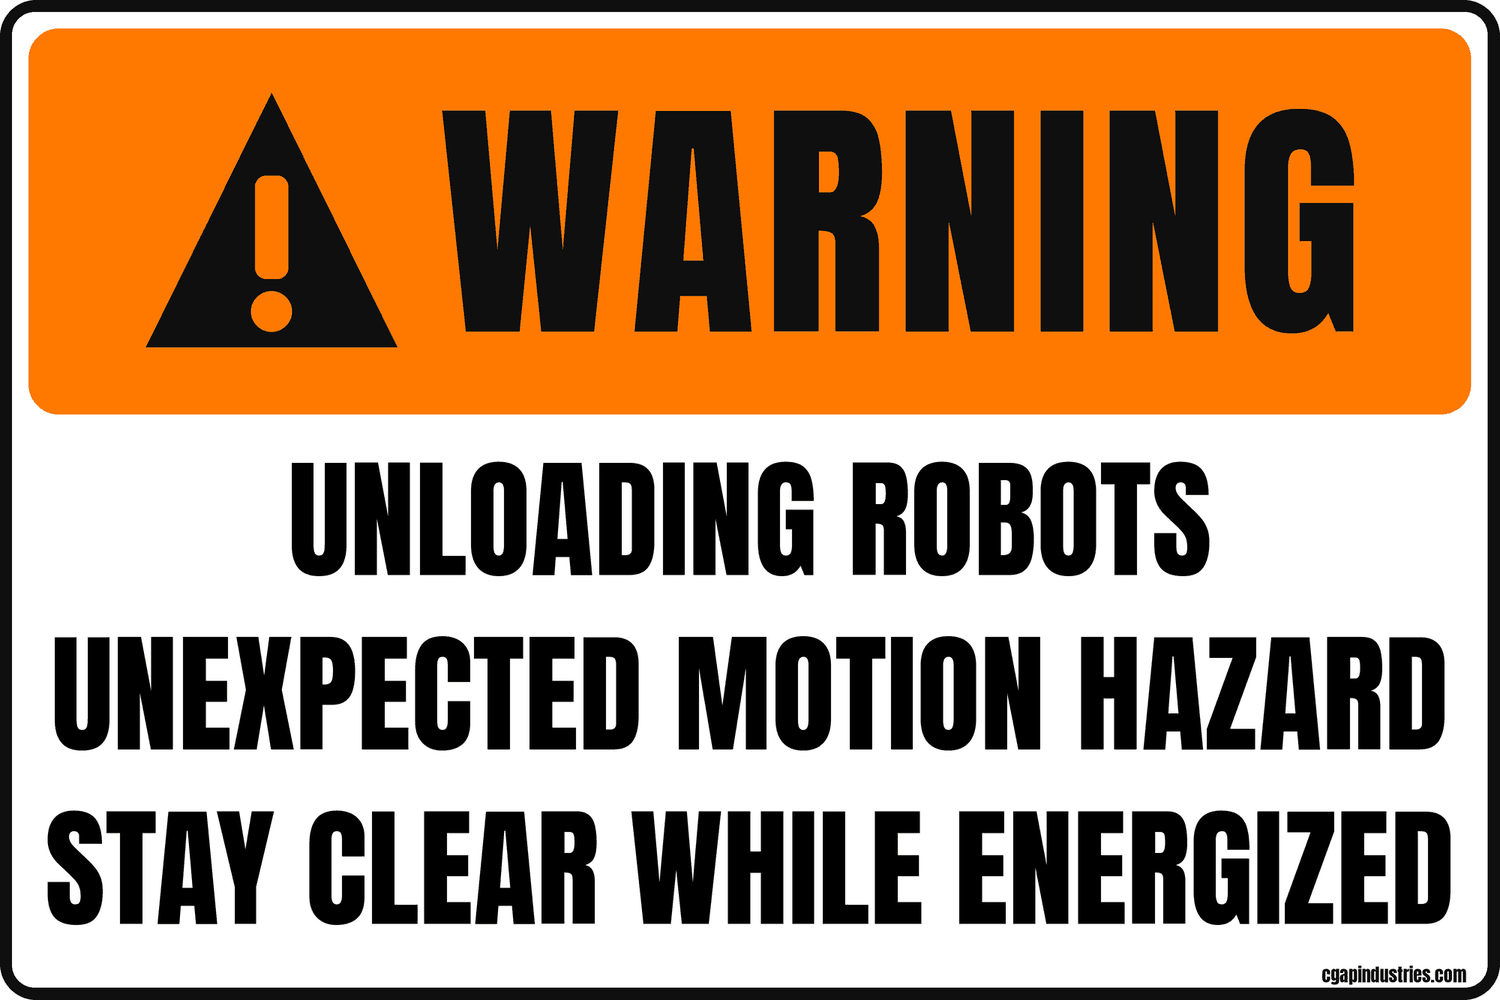 WARNING
UNLOADING ROBOTS
UNEXPECTED MOTION HAZARD
STAY CLEAR WHILE ENERGIZED
cgapindustries.com